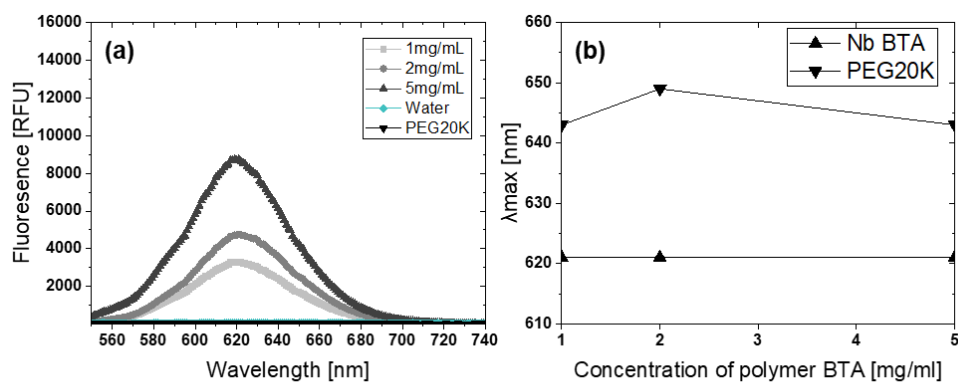 (a)
1mg/mL
2mg/mL
5mg/mL
Water
PEG20K
16000
14000
12000
10000
8000
6000
4000
2000
Fluoresence [RFU]
560 580 600 620 640 660 680 700 720 740
Wavelength [nm]
(b)
Nb BTA
PEG20K
660
650
640
630
620
610
λmax [nm]
1 2 3 4 5
Concentration of polymer BTA [mg/ml]